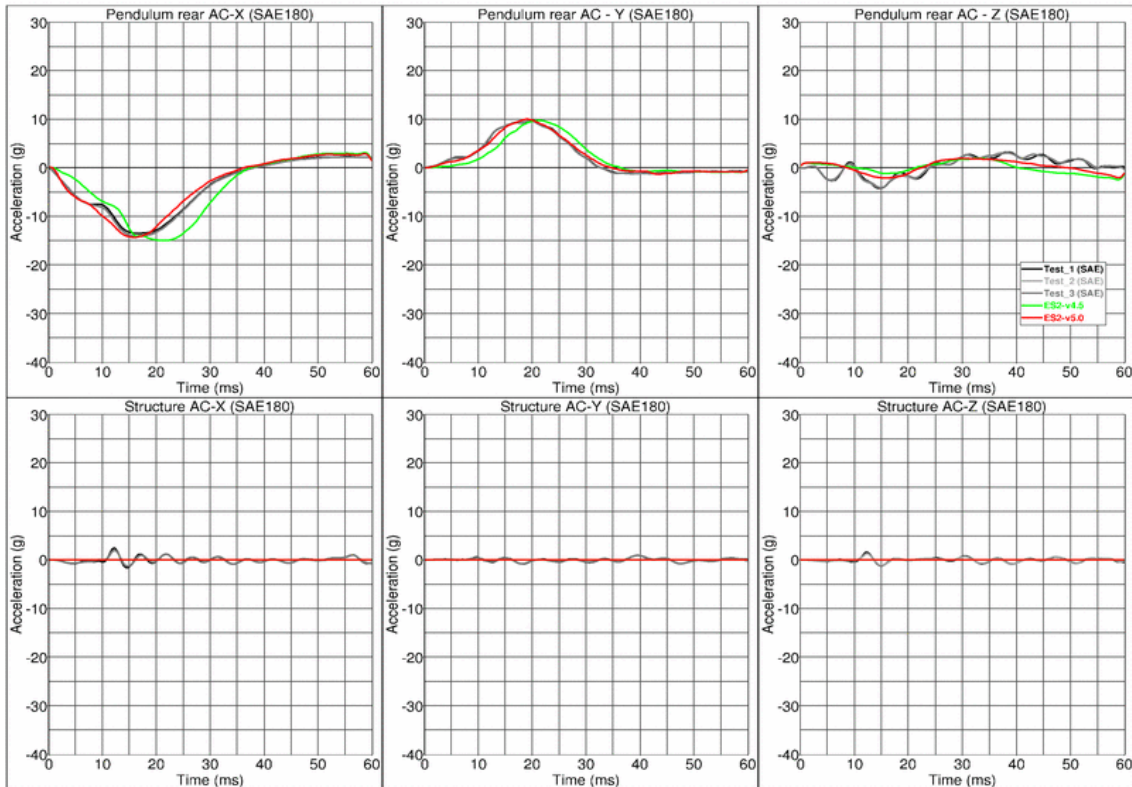 Pendulum rear AC-X (SAE180)
30
20
10
0
-10
-20
-30
-40
Acceleration (g)
0 10 20 30 40 50 60
Time (ms)
Pendulum rear AC - Y (SAE180)
30
20
10
0
-10
-20
-30
-40
Acceleration (g)
0 10 20 30 40 50 60
Time (ms)
Pendulum rear AC - Z (SAE180)
30
20
10
0
-10
-20
-30
-40
Acceleration (g)
Test_1 (SAE)
Test_2 (SAE)
Test_3 (SAE)
ES2-v4.5
ES2-v5.0
0 10 20 30 40 50 60
Time (ms)
Structure AC-X (SAE180)
30
20
10
0
-10
-20
-30
-40
Acceleration (g)
0 10 20 30 40 50 60
Time (ms)
Structure AC-Y (SAE180)
30
20
10
0
-10
-20
-30
-40
Acceleration (g)
0 10 20 30 40 50 60
Time (ms)
Structure AC-Z (SAE180)
30
20
10
0
-10
-20
-30
-40
Acceleration (g)
0 10 20 30 40 50 60
Time (ms)